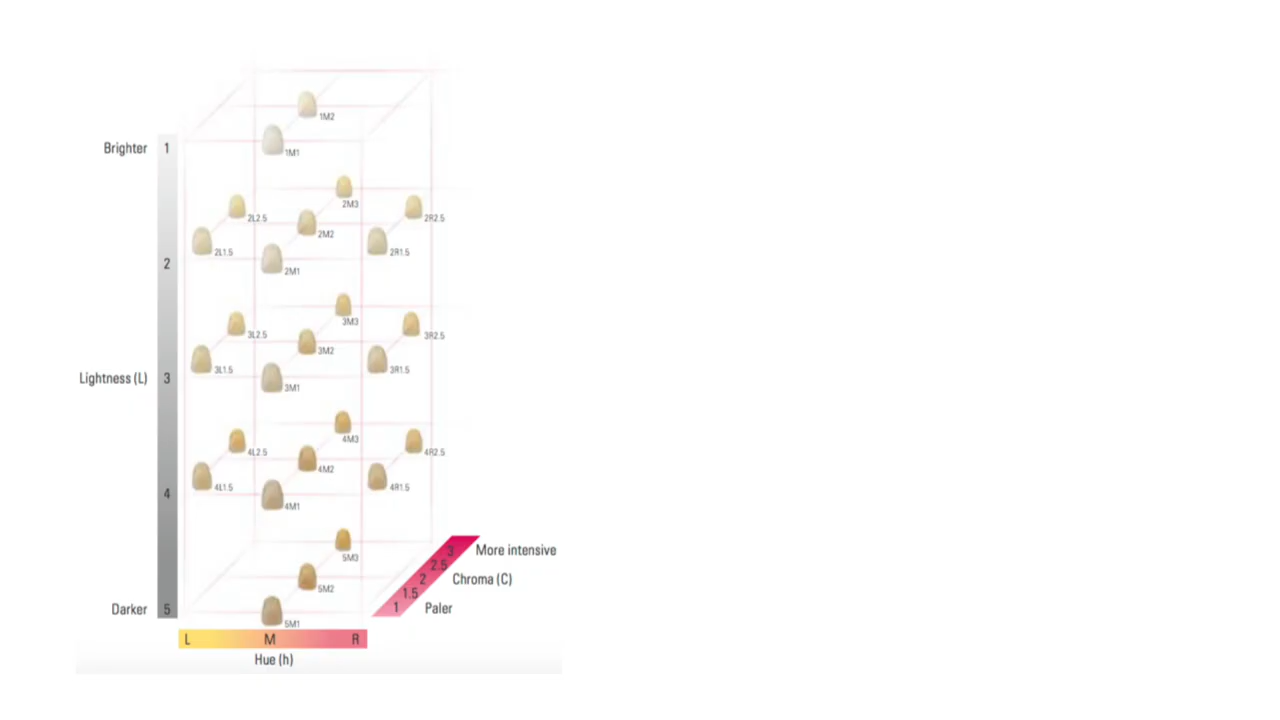 1M2
Brighter 1
1M1
2M3
2L2.5
2R2.5
2M2
2L1.5
2R1.5
2
2M1
3M3
3L2.5
3R2.5
3M2
3L1.5
3R1.5
Lightness (L) 3
3M1
4M3
4L2.5
4R2.5
4M2
4L1.5
4R1.5
4
4M1
3 More intensive
5M3
2.5
2 Chroma (C)
5M2
1.5
Darker 5
1 Paler
5M1
L M R
Hue (h)